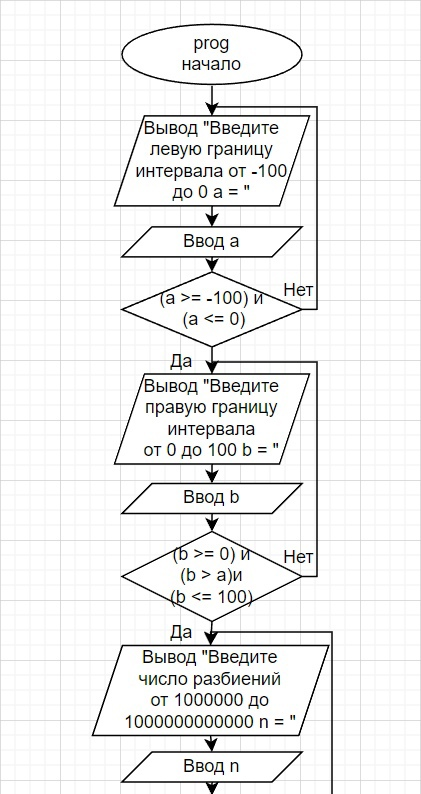 prog
начало
Вывод "Введите
левую границу
интервала от -100
до 0 a = "
Ввод a
(a >= -100) и
(a <= 0)
Нет
Да
Вывод "Введите
правую границу
интервала
от 0 до 100 b = "
Ввод b
(b >= 0) и
(b > a)и
(b <= 100)
Нет
Да
Вывод "Введите
число разбиений
от 1000000 до
1000000000000 n = "
Ввод n